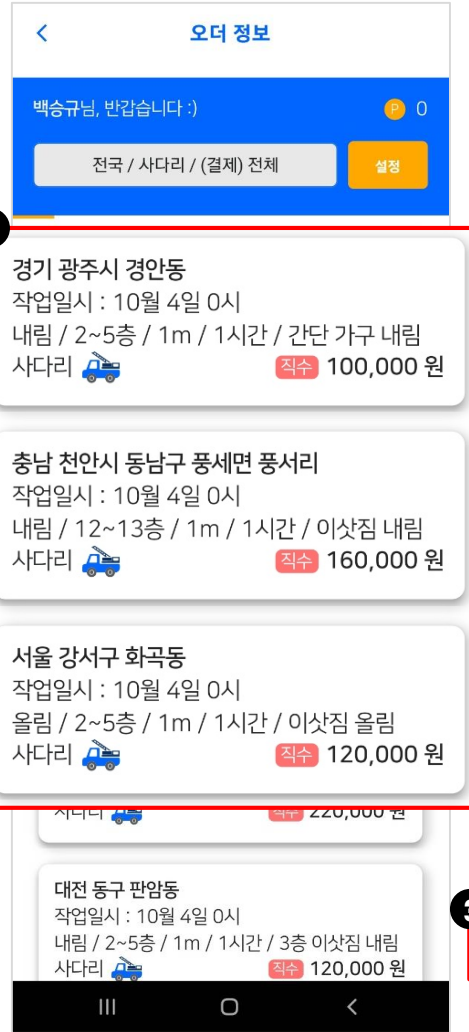 오더 정보
백승규님, 반갑습니다 :)
P 0
전국 / 사다리 / (결제) 전체
설정
경기 광주시 경안동
작업일시 : 10월 4일 0시
내림 / 2~5층 / 1m / 1시간 / 간단 가구 내림
사다리 직수 100,000 원
충남 천안시 동남구 풍세면 풍서리
작업일시 : 10월 4일 0시
내림 / 12~13층 / 1m / 1시간 / 이삿짐 내림
사다리 직수 160,000 원
서울 강서구 화곡동
작업일시 : 10월 4일 0시
올림 / 2~5층 / 1m / 1시간 / 이삿짐 올림
사다리 직수 120,000 원
사다리 직수 220,000 원
대전 동구 판암동
작업일시 : 10월 4일 0시
내림 / 2~5층 / 1m / 1시간 / 3층 이삿짐 내림
사다리 직수 120,000 원